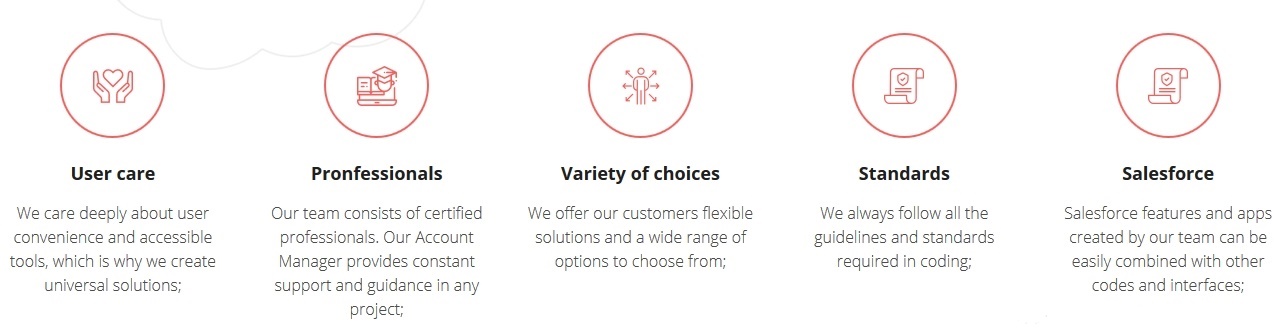 User care
We care deeply about user
convenience and accessible
tools, which is why we create
universal solutions;
Pronfessionals
Our team consists of certified
professionals. Our Account
Manager provides constant
support and guidance in any
project;
Variety of choices
We offer our customers flexible
solutions and a wide range of
options to choose from;
Standards
We always follow all the
guidelines and standards
required in coding;
Salesforce
Salesforce features and apps
created by our team can be
easily combined with other
codes and interfaces;